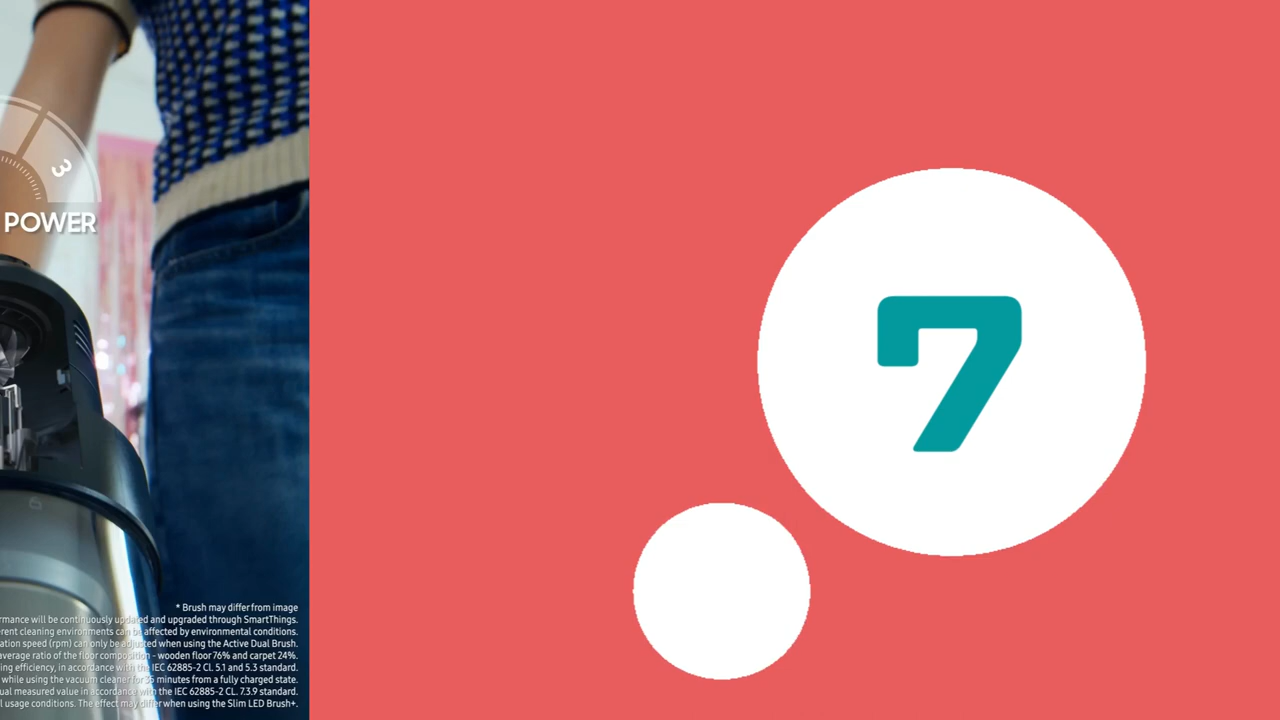 3
POWER
7
* Brush may differ from image
rmance will be continuously updated and upgraded through SmartThings.
erent cleaning environments can be affected by environmental conditions.
ation speed (rpm) can only be adjusted when using the Active Dual Brush.
average ratio of the floor composition - wooden floor 76% and carpet 24%.
ing efficiency, in accordance with the IEC 62885-2 Cl. 5.1 and 5.3 standard.
while using the vacuum cleaner for 35 minutes from a fully charged state.
ual measured value in accordance with the IEC 62885-2 CL. 7.3.9 standard.
l usage conditions. The effect may differ when using the Slim LED Brush+.